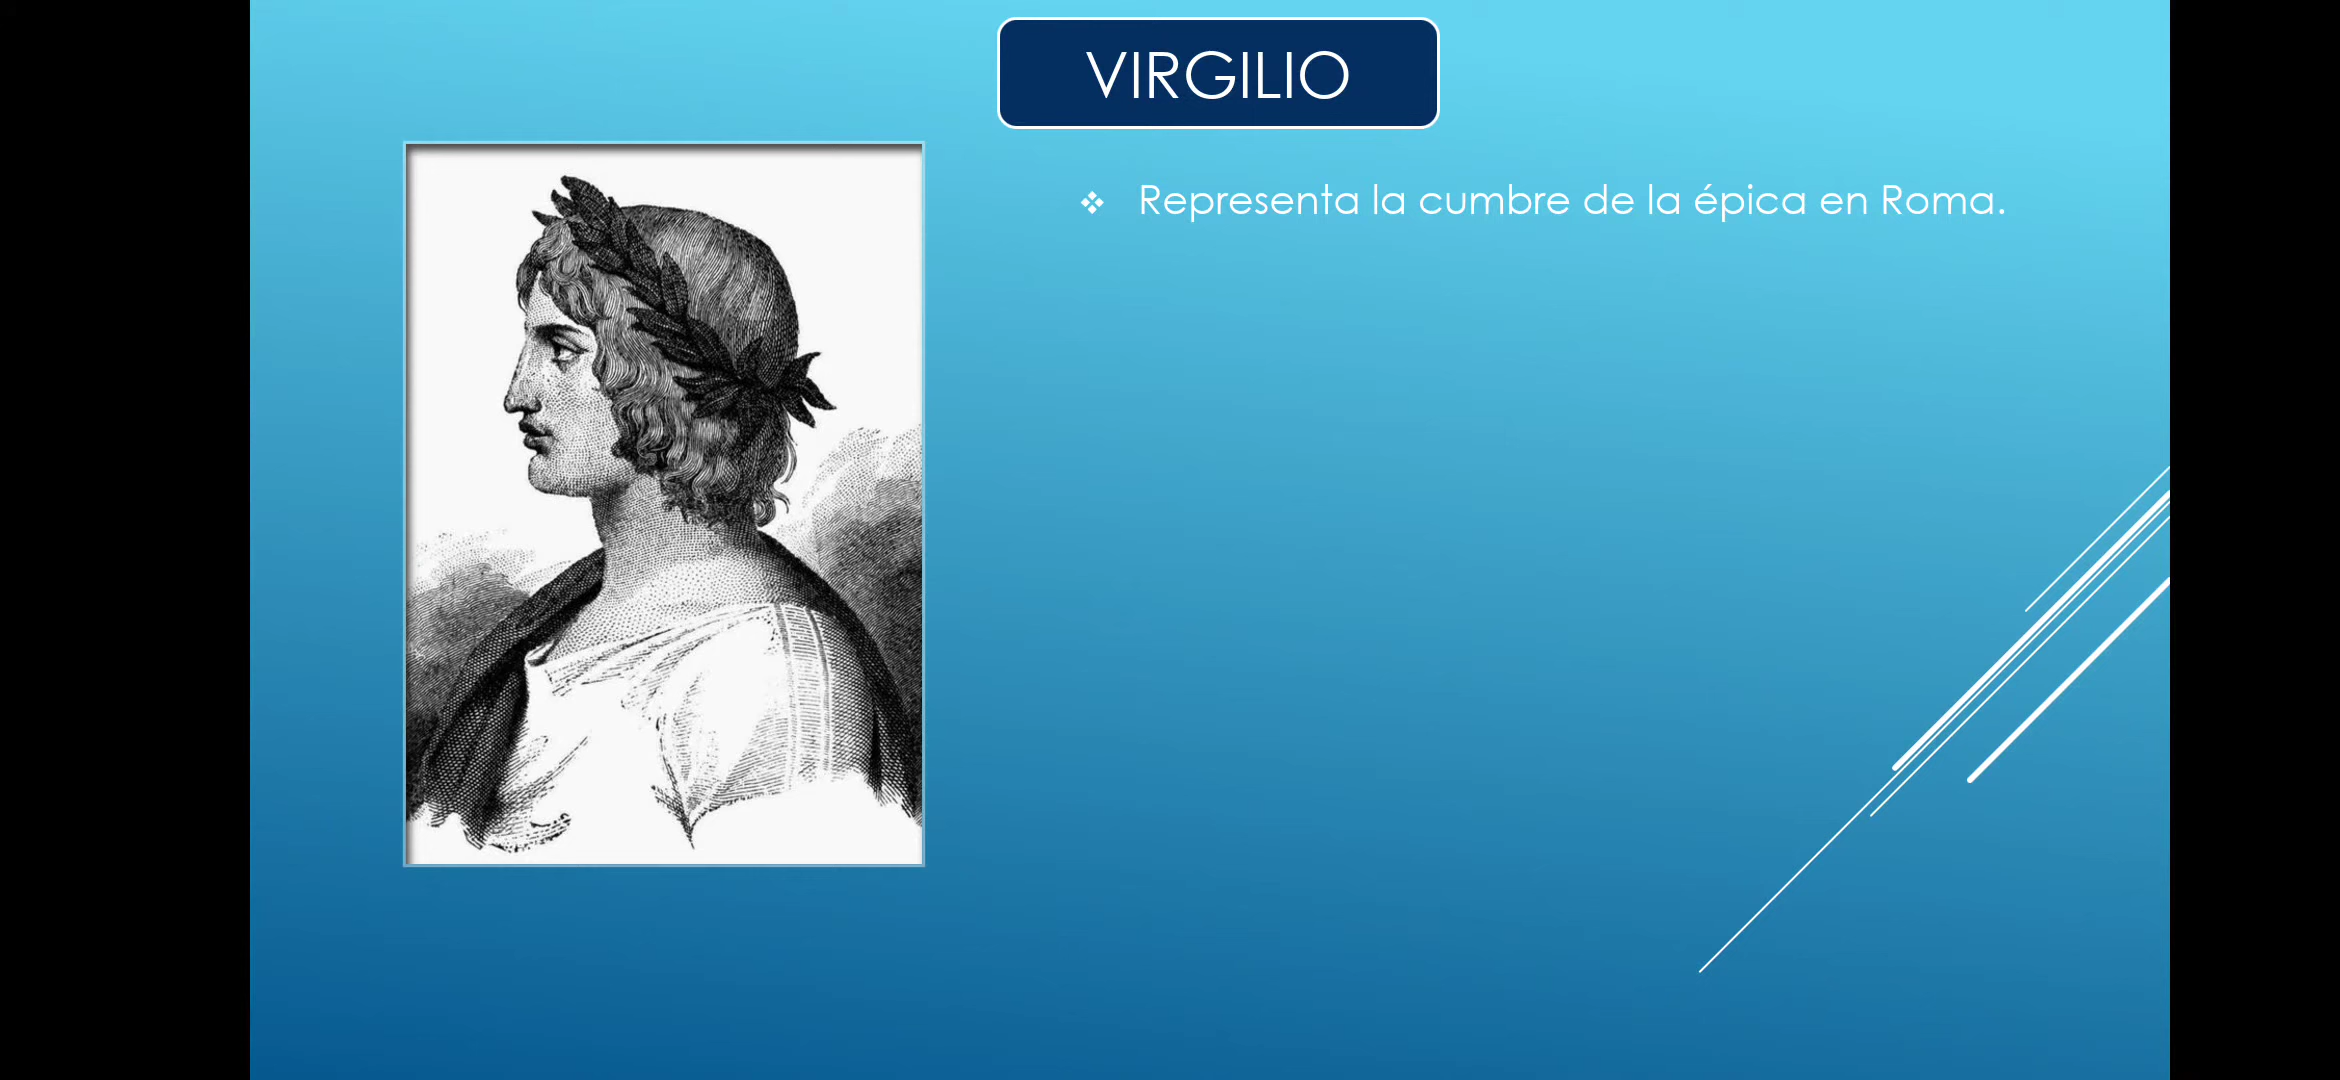 VIRGILIO
❖ Representa la cumbre de la épica en Roma.